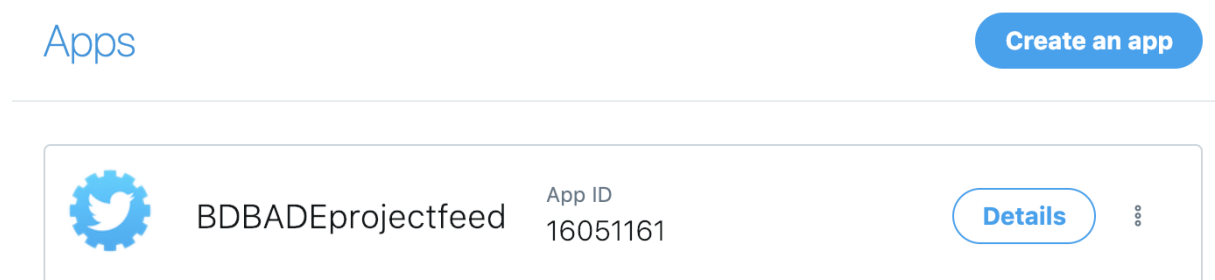 Apps
Create an app
BDBADEprojectfeed
App ID
16051161
Details